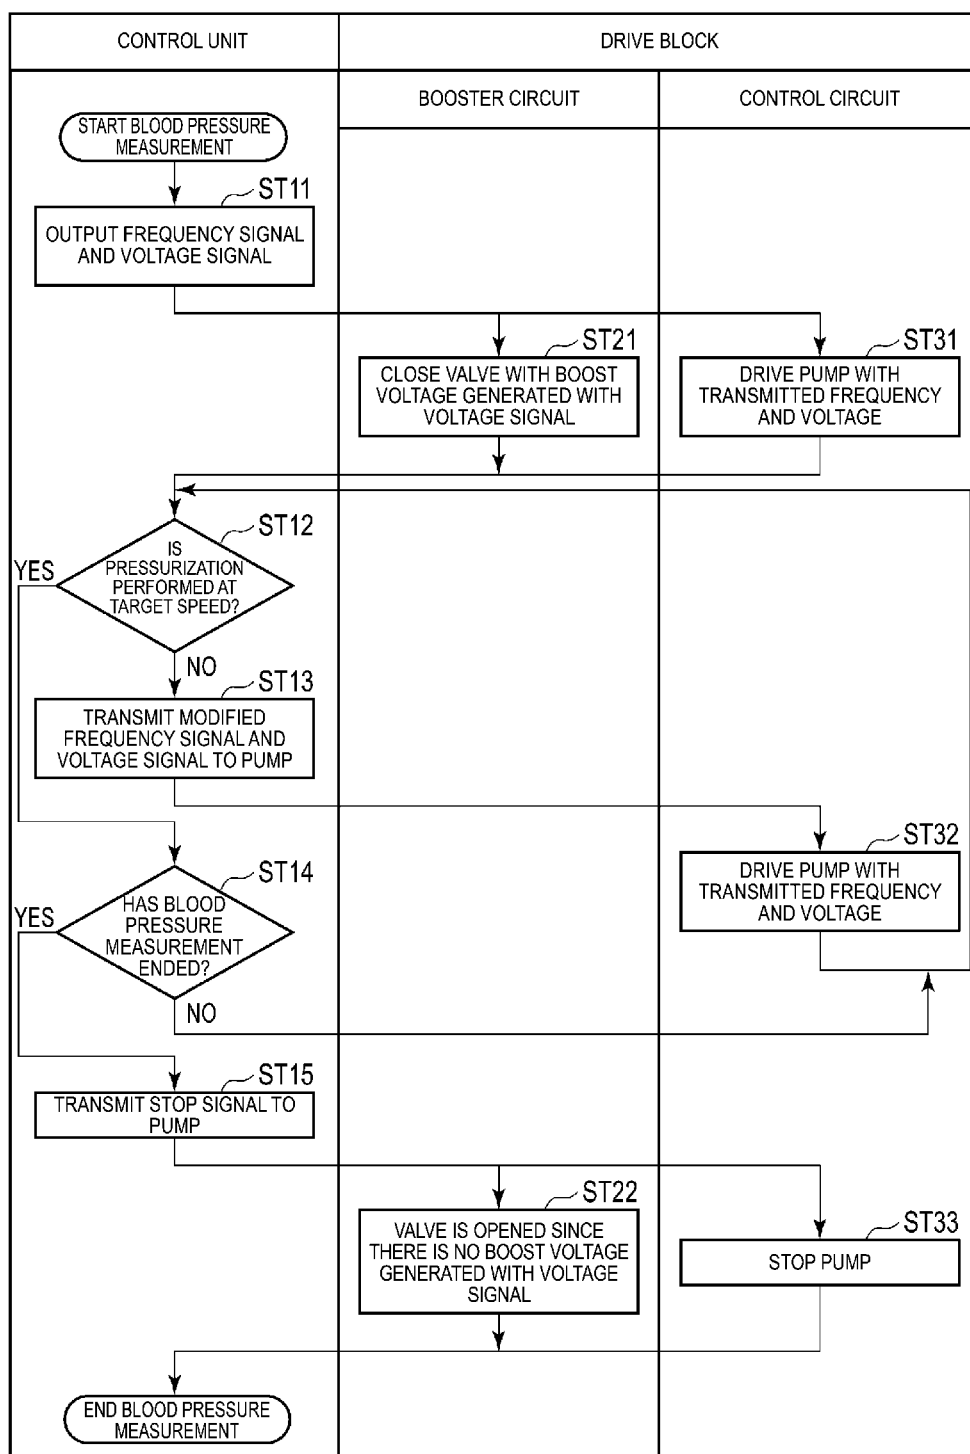 CONTROL UNIT
DRIVE BLOCK
BOOSTER CIRCUIT
CONTROL CIRCUIT
START BLOOD PRESSURE
MEASUREMENT
ST11
OUTPUT FREQUENCY SIGNAL
AND VOLTAGE SIGNAL
ST21
CLOSE VALVE WITH BOOST
VOLTAGE GENERATED WITH
VOLTAGE SIGNAL
ST31
DRIVE PUMP WITH
TRANSMITTED FREQUENCY
AND VOLTAGE
ST12
IS
PRESSURIZATION
PERFORMED AT
TARGET SPEED?
YES
NO
ST13
TRANSMIT MODIFIED
FREQUENCY SIGNAL AND
VOLTAGE SIGNAL TO PUMP
ST32
DRIVE PUMP WITH
TRANSMITTED FREQUENCY
AND VOLTAGE
ST14
HAS BLOOD
PRESSURE
MEASUREMENT
ENDED?
YES
NO
ST15
TRANSMIT STOP SIGNAL TO
PUMP
ST22
VALVE IS OPENED SINCE
THERE IS NO BOOST VOLTAGE
GENERATED WITH VOLTAGE
SIGNAL
ST33
STOP PUMP
END BLOOD PRESSURE
MEASUREMENT